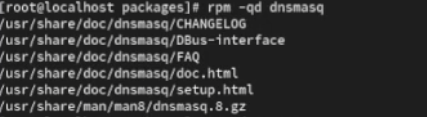 [root@localhost packages]# rpm -qd dnsmasq
/usr/share/doc/dnsmasq/CHANGELOG
/usr/share/doc/dnsmasq/DBus-interface
/usr/share/doc/dnsmasq/FAQ
/usr/share/doc/dnsmasq/doc.html
/usr/share/doc/dnsmasq/setup.html
/usr/share/man/man8/dnsmasq.8.gz